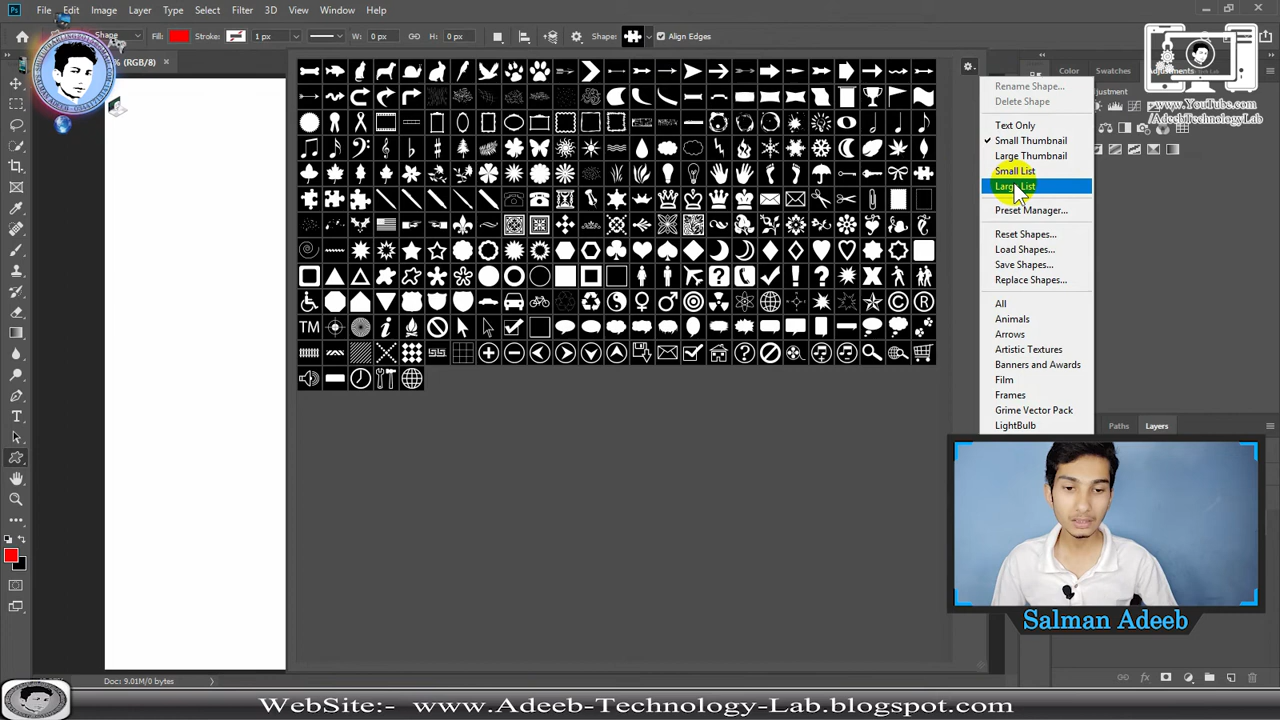 Ps File Edit Image Layer Type Select Filter 3D View Window Help
Shape Stroke: 1 px W: 0 px H: 0 px Shape: Align Edges
(RGB/8) ×
Color Swatches Adjustments
www.YouTube.com
/AdeebTechnologyLab
Rename Shape...
Delete Shape
Text Only
Small Thumbnail
Large Thumbnail
Small List
Large List
Preset Manager...
Reset Shapes...
Load Shapes...
Save Shapes...
Replace Shapes...
All
Animals
Arrows
Artistic Textures
Banners and Awards
Film
Frames
Grime Vector Pack
LightBulb
TM
Paths Layers
Salman Adeeb
Doc: 9.01M/0 bytes
WebSite:- www.Adeeb-Technology-Lab.blogspot.com